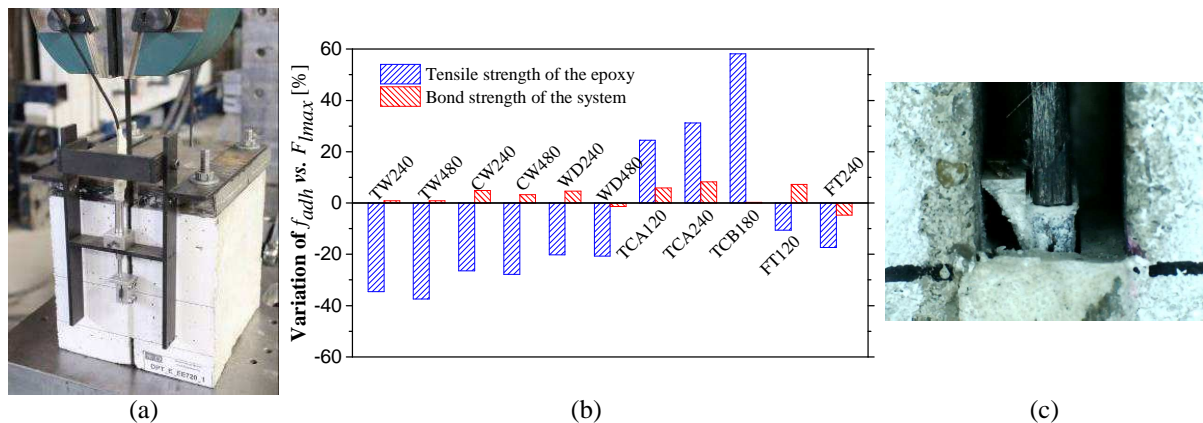 Variation of f_adh vs. F_lmax [%]
60
40
20
0
-20
-40
-60
Tensile strength of the epoxy
Bond strength of the system
TW240
TW480
CW240
CW480
WD240
WD480
TCA120
TCA240
TCB180
FT120
FT240
(a)
(b)
(c)